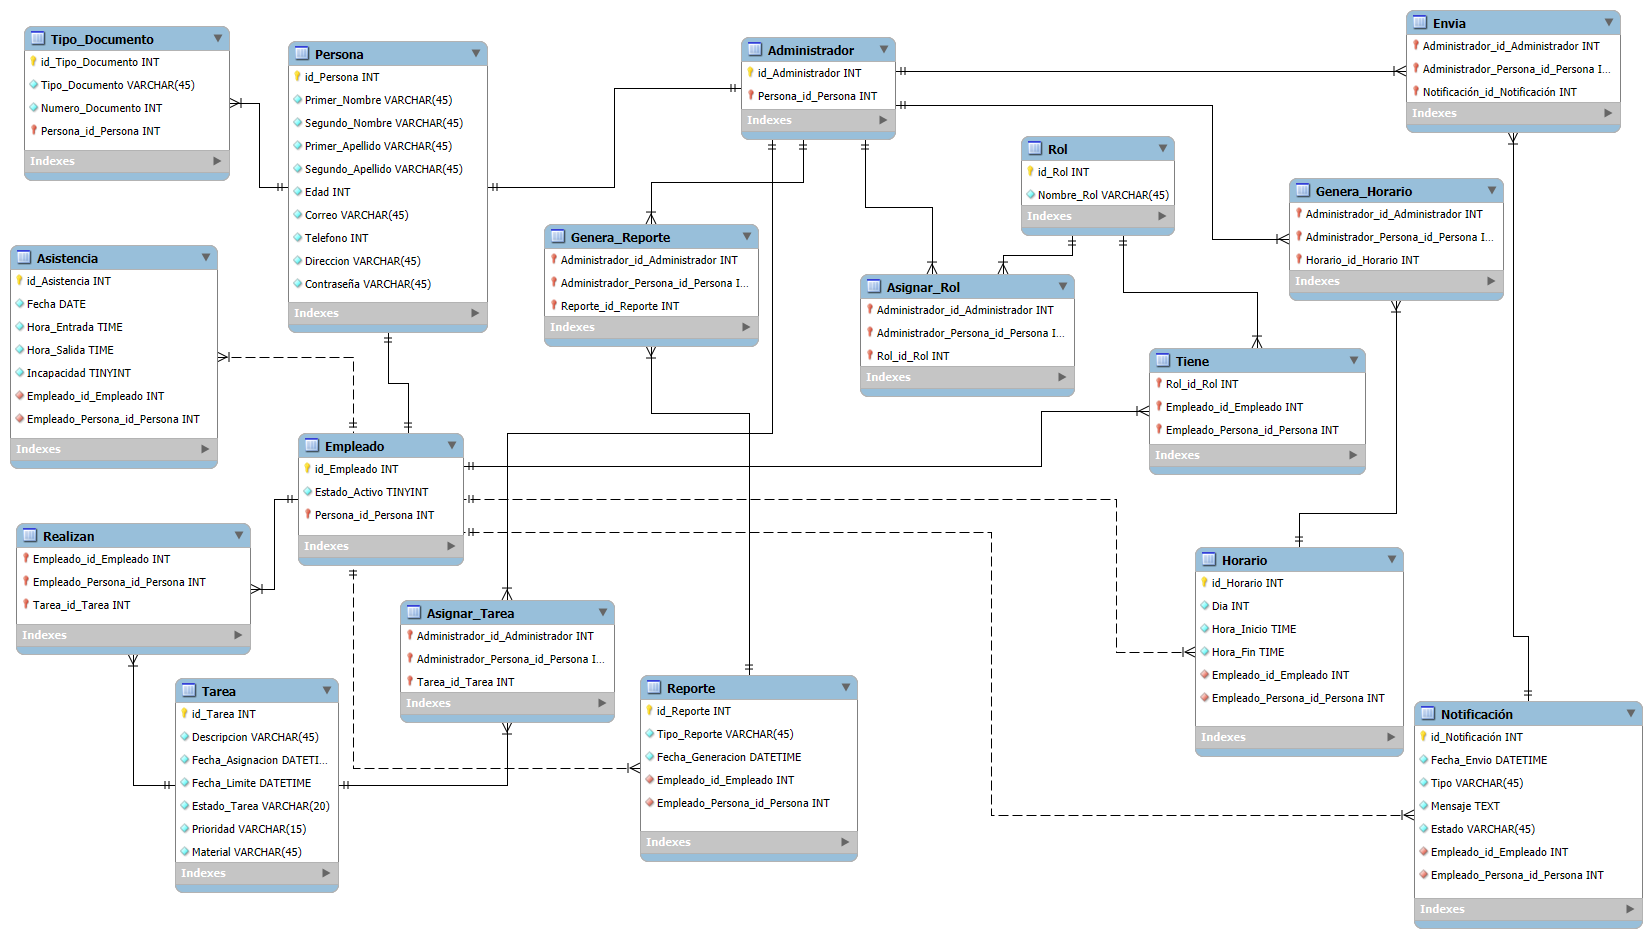 Tipo_Documento
id_Tipo_Documento INT
Tipo_Documento VARCHAR(45)
Numero_Documento INT
Persona_id_Persona INT
Indexes
Persona
id_Persona INT
Primer_Nombre VARCHAR(45)
Segundo_Nombre VARCHAR(45)
Primer_Apellido VARCHAR(45)
Segundo_Apellido VARCHAR(45)
Edad INT
Correo VARCHAR(45)
Telefono INT
Direccion VARCHAR(45)
Contraseña VARCHAR(45)
Indexes
Administrador
id_Administrador INT
Persona_id_Persona INT
Indexes
Envia
Administrador_id_Administrador INT
Administrador_Persona_id_Persona I...
Notificación_id_Notificación INT
Indexes
Rol
id_Rol INT
Nombre_Rol VARCHAR(45)
Indexes
Genera_Horario
Administrador_id_Administrador INT
Administrador_Persona_id_Persona I...
Horario_id_Horario INT
Indexes
Asistencia
id_Asistencia INT
Fecha DATE
Hora_Entrada TIME
Hora_Salida TIME
Incapacidad TINYINT
Empleado_id_Empleado INT
Empleado_Persona_id_Persona INT
Indexes
Genera_Reporte
Administrador_id_Administrador INT
Administrador_Persona_id_Persona I...
Reporte_id_Reporte INT
Indexes
Asignar_Rol
Administrador_id_Administrador INT
Administrador_Persona_id_Persona I...
Rol_id_Rol INT
Indexes
Tiene
Rol_id_Rol INT
Empleado_id_Empleado INT
Empleado_Persona_id_Persona INT
Indexes
Empleado
id_Empleado INT
Estado_Activo TINYINT
Persona_id_Persona INT
Indexes
Realizan
Empleado_id_Empleado INT
Empleado_Persona_id_Persona INT
Tarea_id_Tarea INT
Indexes
Asignar_Tarea
Administrador_id_Administrador INT
Administrador_Persona_id_Persona I...
Tarea_id_Tarea INT
Indexes
Horario
id_Horario INT
Dia INT
Hora_Inicio TIME
Hora_Fin TIME
Empleado_id_Empleado INT
Empleado_Persona_id_Persona INT
Indexes
Tarea
id_Tarea INT
Descripcion VARCHAR(45)
Fecha_Asignacion DATETI...
Fecha_Limite DATETIME
Estado_Tarea VARCHAR(20)
Prioridad VARCHAR(15)
Material VARCHAR(45)
Indexes
Reporte
id_Reporte INT
Tipo_Reporte VARCHAR(45)
Fecha_Generacion DATETIME
Empleado_id_Empleado INT
Empleado_Persona_id_Persona INT
Indexes
Notificación
id_Notificación INT
Fecha_Envio DATETIME
Tipo VARCHAR(45)
Mensaje TEXT
Estado VARCHAR(45)
Empleado_id_Empleado INT
Empleado_Persona_id_Persona INT
Indexes